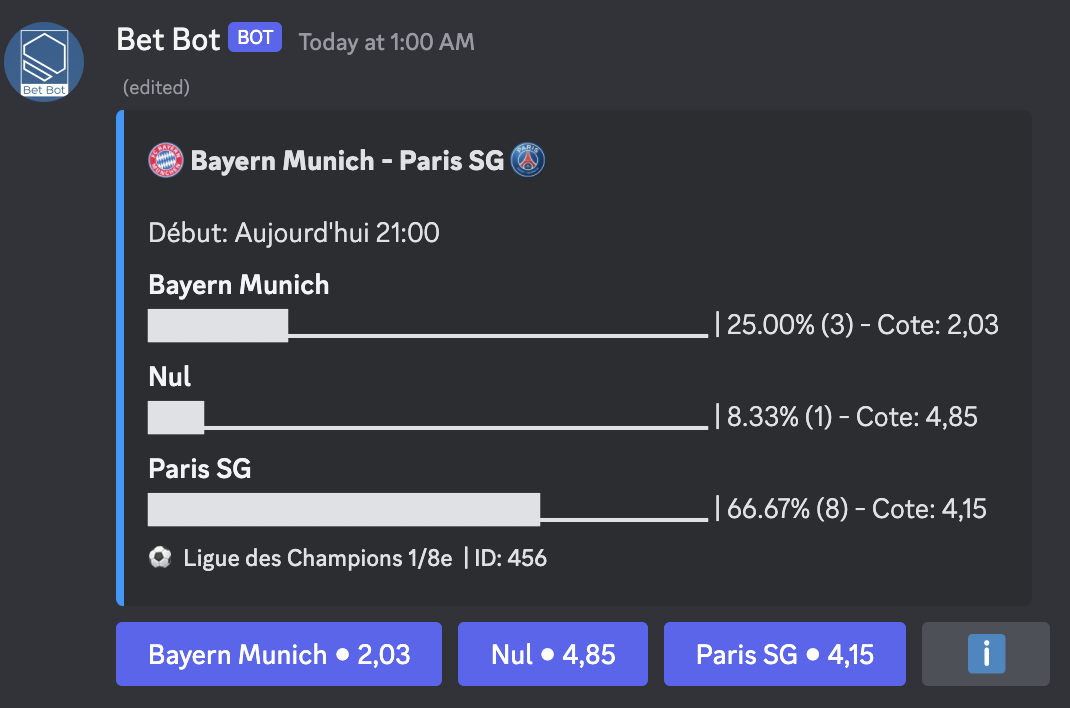 Bet Bot BOT Today at 1:00 AM
Bet Bot
(edited)
Bayern Munich - Paris SG
PARIS
Début: Aujourd'hui 21:00
Bayern Munich
| 25.00% (3) - Cote: 2,03
Nul
| 8.33% (1) - Cote: 4,85
Paris SG
| 66.67% (8) - Cote: 4,15
Ligue des Champions 1/8e | ID: 456
Bayern Munich ● 2,03
Nul ● 4,85
Paris SG ● 4,15
i